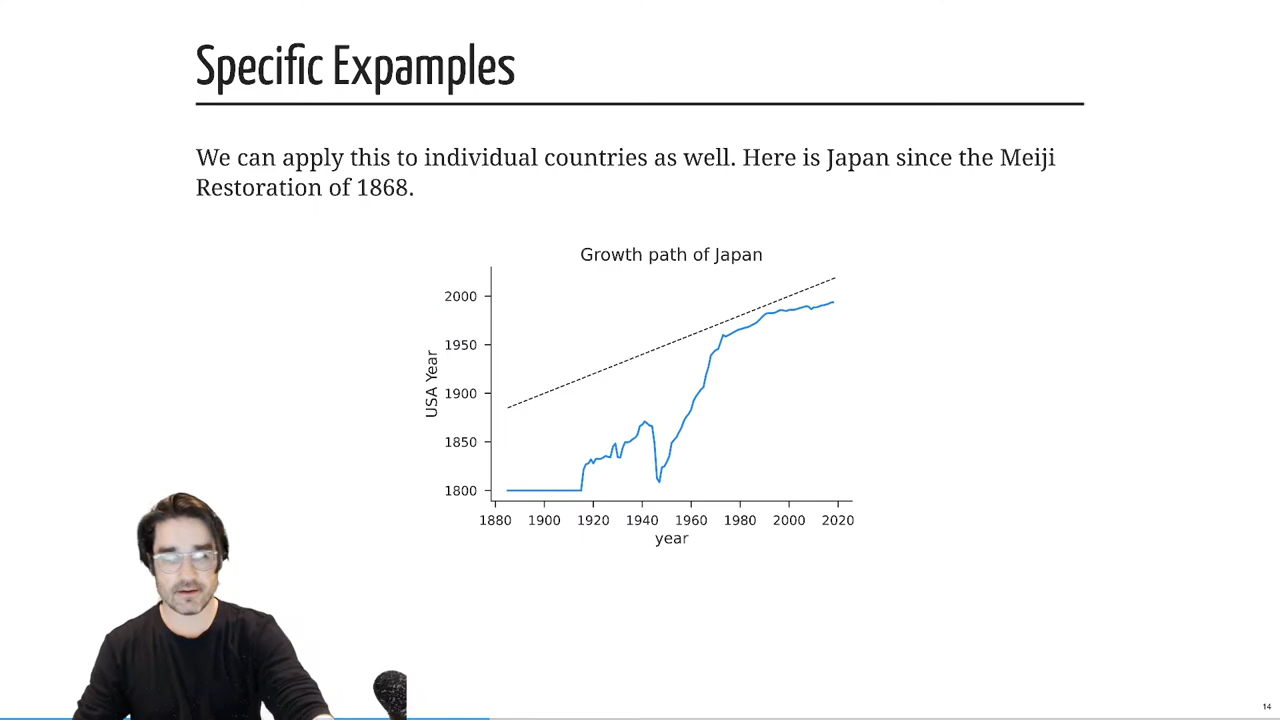 Specific Expamples
We can apply this to individual countries as well. Here is Japan since the Meiji
Restoration of 1868.
Growth path of Japan
2000
1950
1900
1850
1800
USA Year
1880 1900 1920 1940 1960 1980 2000 2020
year
14